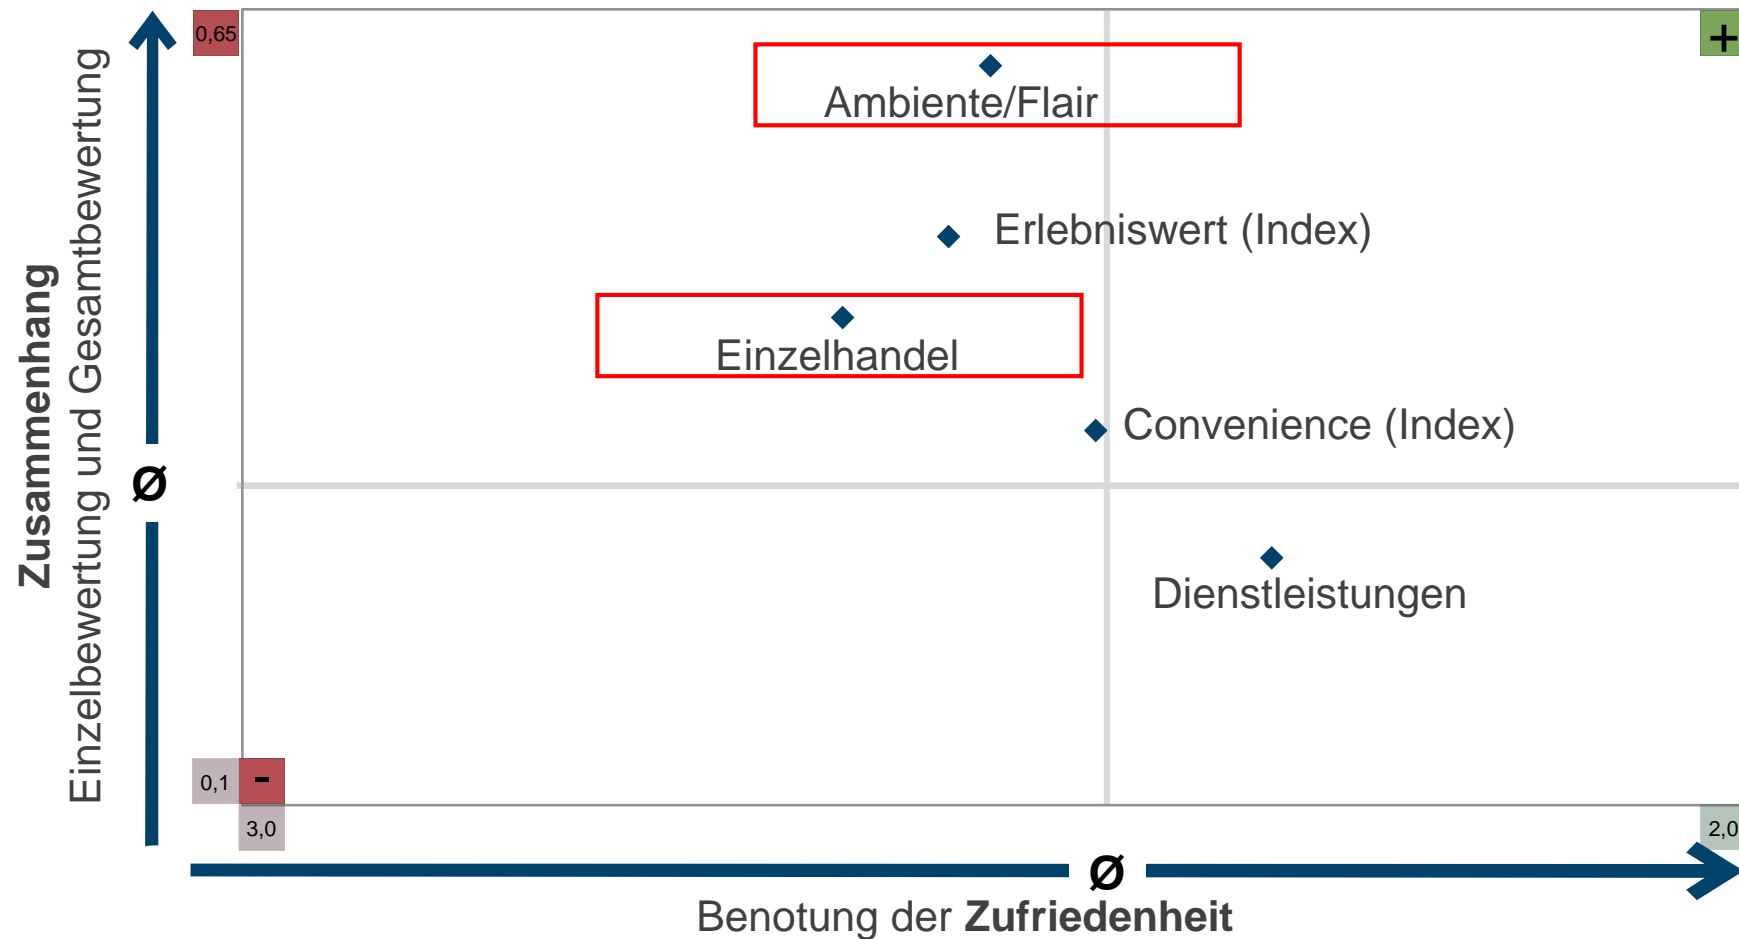 0,65
+
Ambiente/Flair
Erlebniswert (Index)
Einzelhandel
Convenience (Index)
Zusammenhang
Einzelbewertung und Gesamtbewertung
Ø
Dienstleistungen
0,1
-
3,0
2,0
Ø
Benotung der Zufriedenheit